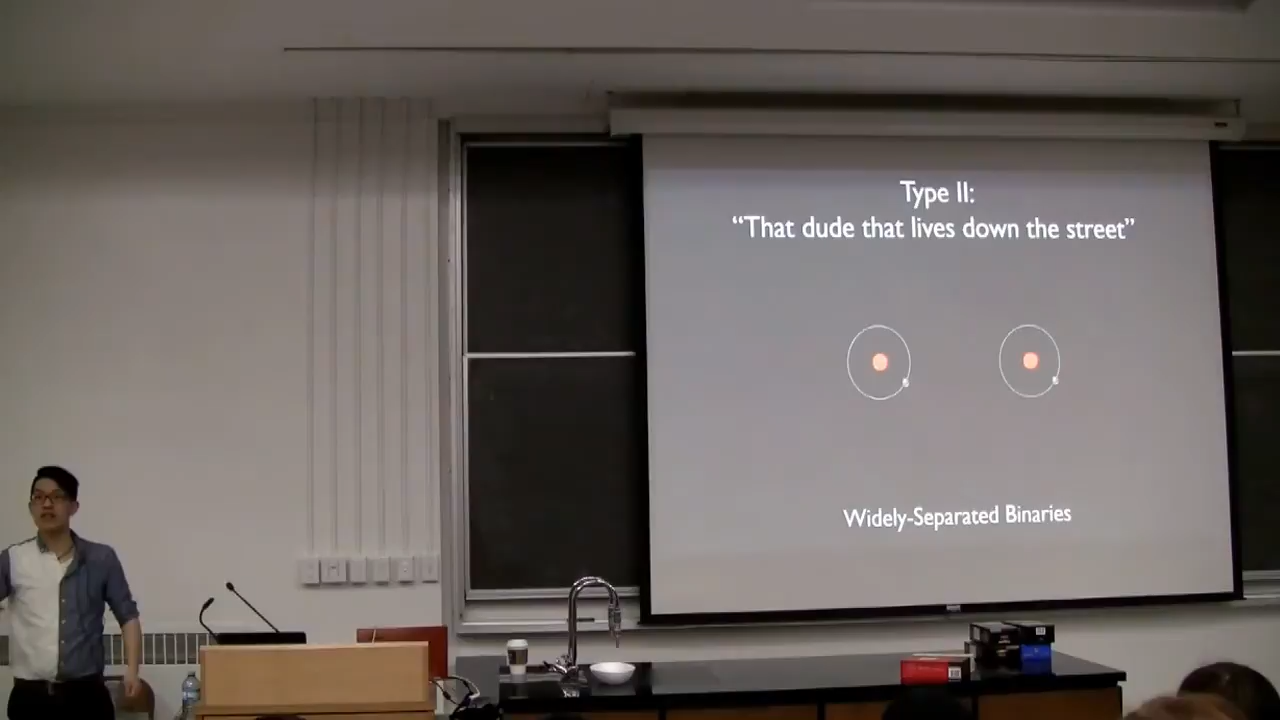 Type II:
“That dude that lives down the street”
Widely-Separated Binaries